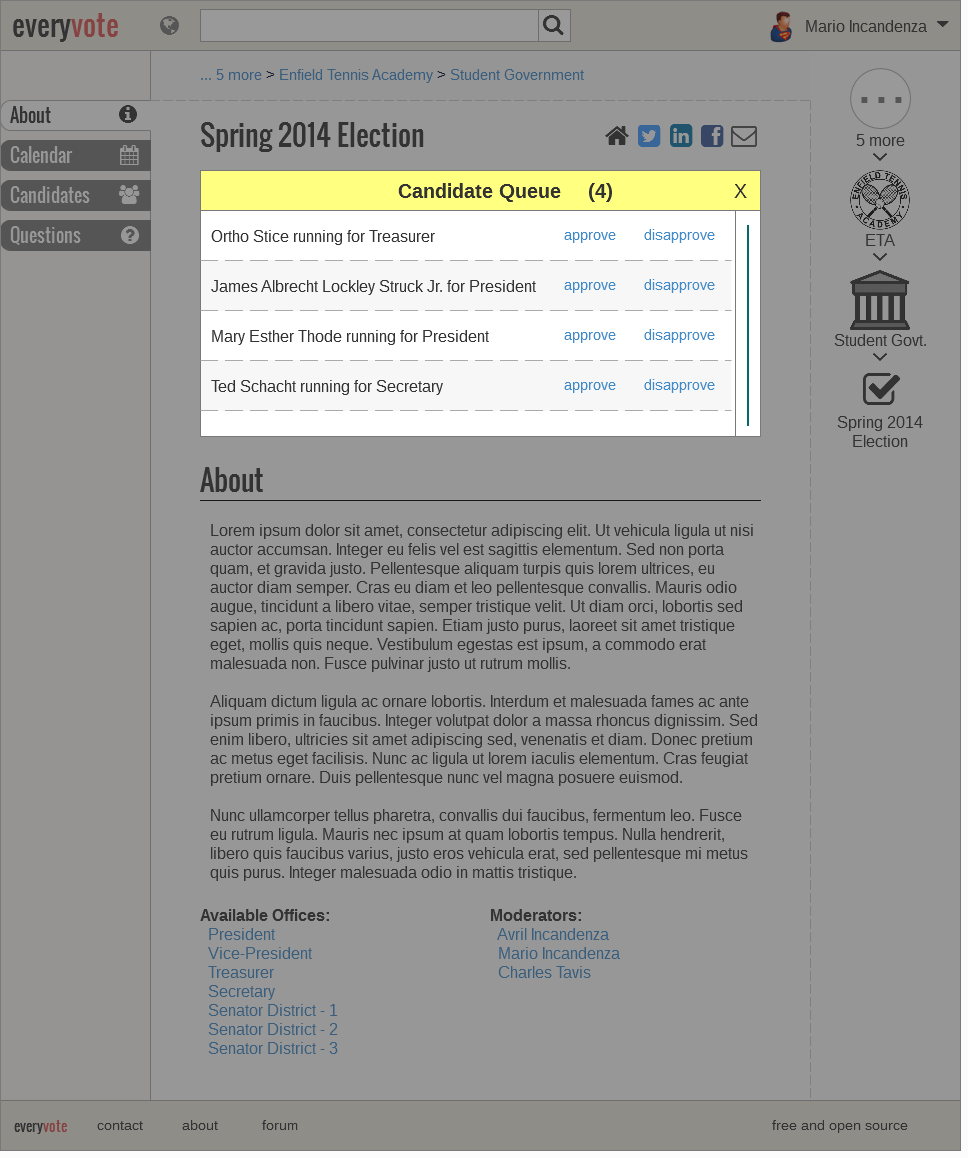 everyvote
Mario Incandenza
... 5 more > Enfield Tennis Academy > Student Government
About
Calendar
Candidates
Questions
Spring 2014 Election
Candidate Queue (4) X
Ortho Stice running for Treasurer approve disapprove
James Albrecht Lockley Struck Jr. for President approve disapprove
Mary Esther Thode running for President approve disapprove
Ted Schacht running for Secretary approve disapprove
About
Lorem ipsum dolor sit amet, consectetur adipiscing elit. Ut vehicula ligula ut nisi
auctor accumsan. Integer eu felis vel est sagittis elementum. Sed non porta
quam, et gravida justo. Pellentesque aliquam turpis quis lorem ultrices, eu
auctor diam semper. Cras eu diam et leo pellentesque convallis. Mauris odio
augue, tincidunt a libero vitae, semper tristique velit. Ut diam orci, lobortis sed
sapien ac, porta tincidunt sapien. Etiam justo purus, laoreet sit amet tristique
eget, mollis quis neque. Vestibulum egestas est ipsum, a commodo erat
malesuada non. Fusce pulvinar justo ut rutrum mollis.
Aliquam dictum ligula ac ornare lobortis. Interdum et malesuada fames ac ante
ipsum primis in faucibus. Integer volutpat dolor a massa rhoncus dignissim. Sed
enim libero, ultricies sit amet adipiscing sed, venenatis et diam. Donec pretium
ac metus eget facilisis. Nunc ac ligula ut lorem iaculis elementum. Cras feugiat
pretium ornare. Duis pellentesque nunc vel magna posuere euismod.
Nunc ullamcorper tellus pharetra, convallis dui faucibus, fermentum leo. Fusce
eu rutrum ligula. Mauris nec ipsum at quam lobortis tempus. Nulla hendrerit,
libero quis faucibus varius, justo eros vehicula erat, sed pellentesque mi metus
quis purus. Integer malesuada odio in mattis tristique.
Available Offices:
President
Vice-President
Treasurer
Secretary
Senator District - 1
Senator District - 2
Senator District - 3
Moderators:
Avril Incandenza
Mario Incandenza
Charles Tavis
...
5 more
ENFIELD TENNIS
ACADEMY
ETA
Student Govt.
Spring 2014
Election
everyvote contact about forum free and open source